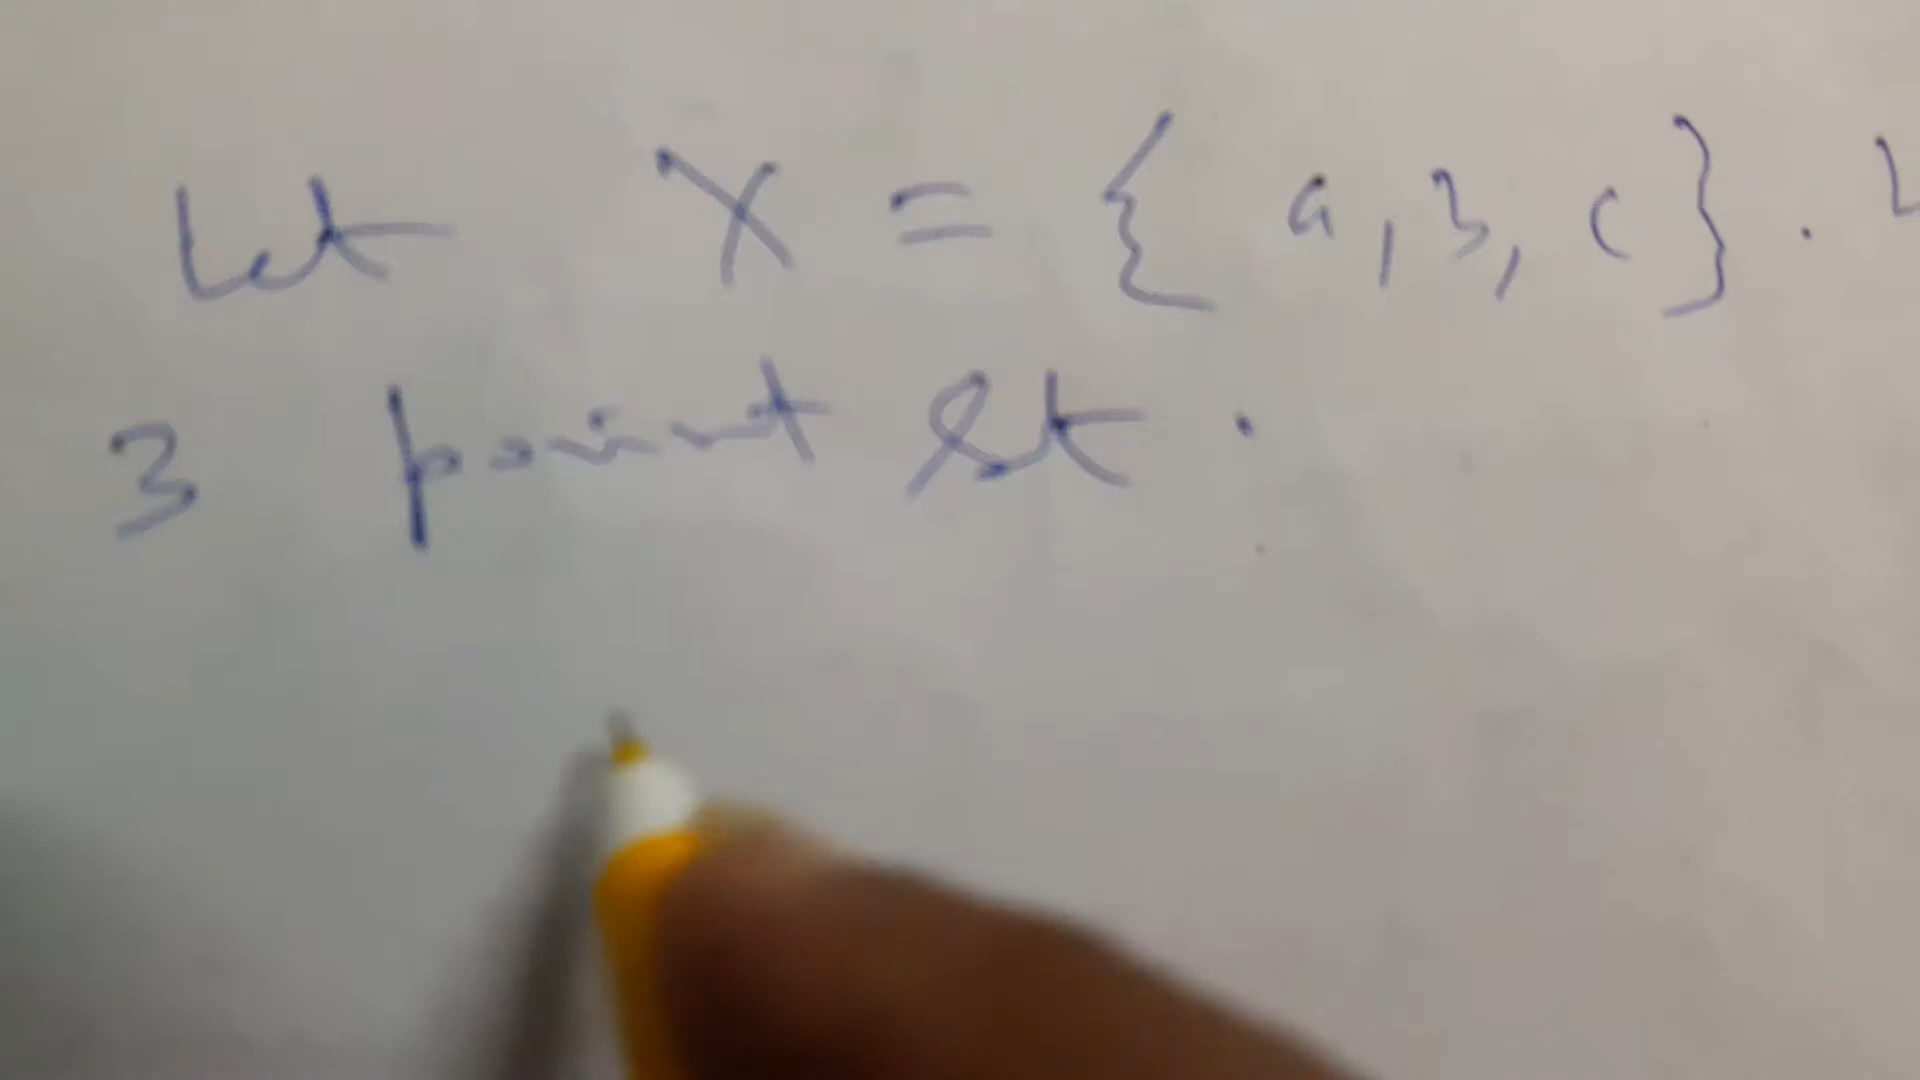 Let X = { a, b, c }.
3 point set.